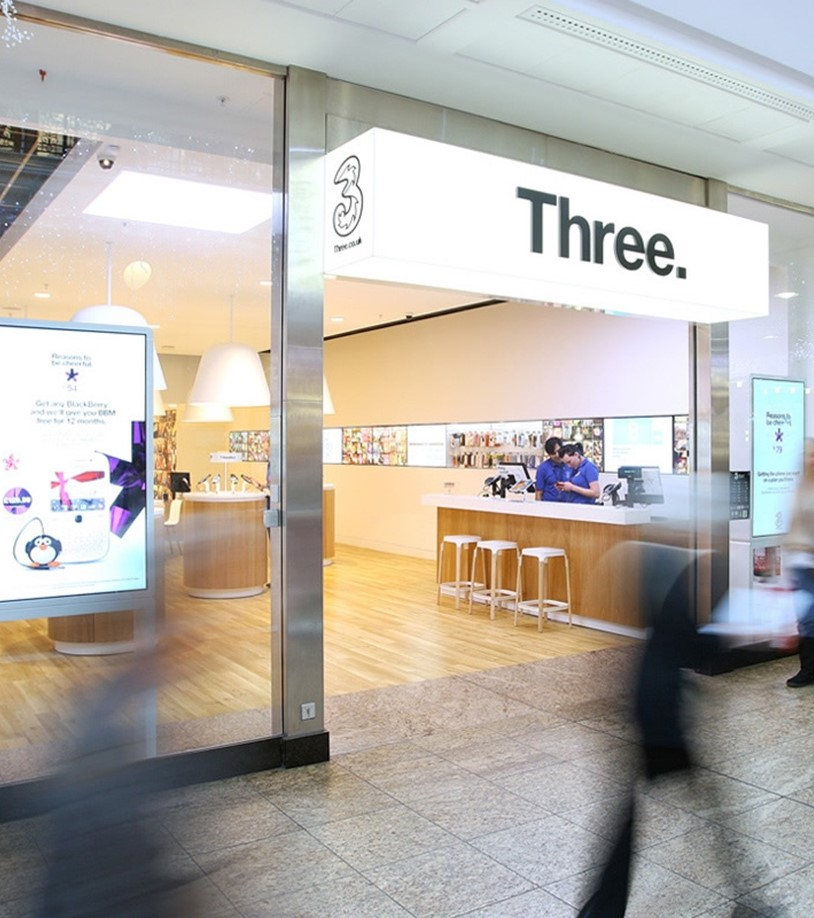 3
Three.co.uk
Three.
Reasons to
be cheerful
54
Get any BlackBerry
and we'll give you BBM
free for 12 months.
Reasons to
be cheerful
79